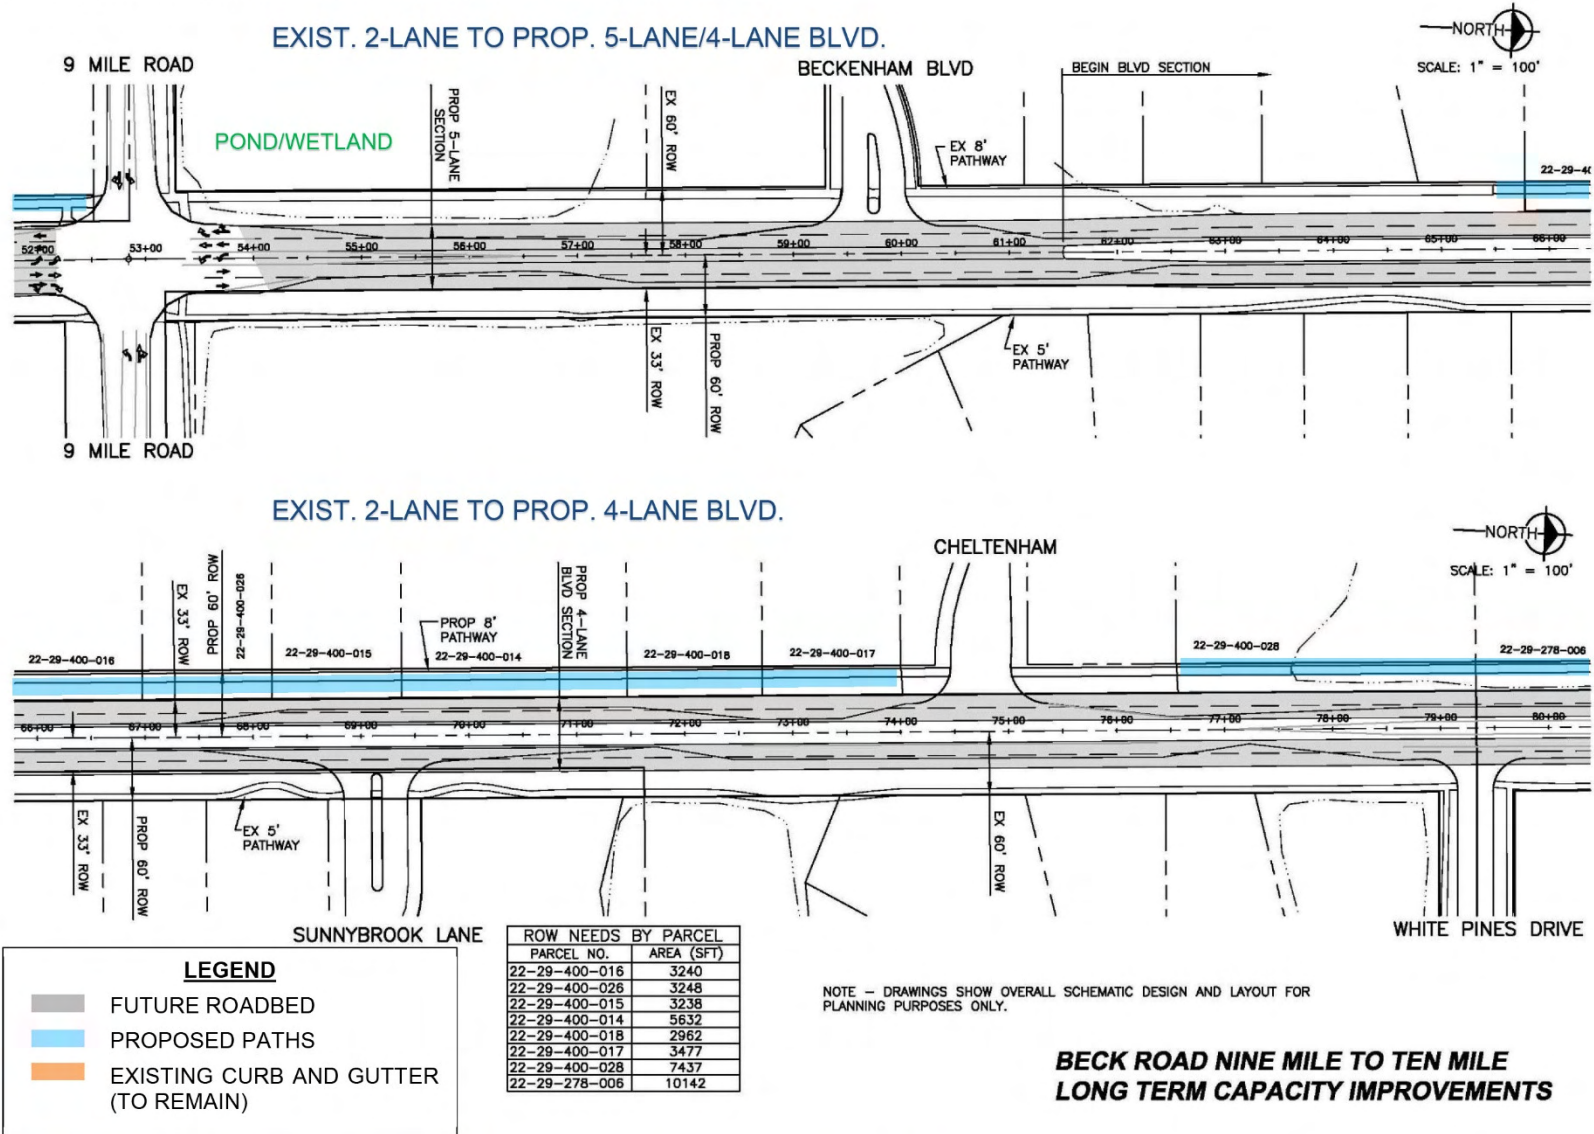 EXIST. 2-LANE TO PROP. 5-LANE/4-LANE BLVD.
NORTH
SCALE: 1" = 100'
9 MILE ROAD
BECKENHAM BLVD
BEGIN BLVD SECTION
POND/WETLAND
PROP 5-LANE
SECTION
EX 60' ROW
EX 8'
PATHWAY
22-29-40
52+00
53+00
54+00
55+00
56+00
57+00
58+00
59+00
60+00
61+00
62+00
63+00
64+00
65+00
66+00
EX 33' ROW
PROP 60' ROW
EX 5'
PATHWAY
9 MILE ROAD
EXIST. 2-LANE TO PROP. 4-LANE BLVD.
NORTH
SCALE: 1" = 100'
CHELTENHAM
EX 33' ROW
PROP 60' ROW
22-29-400-026
PROP 8'
PATHWAY
PROP 4-LANE
BLVD SECTION
22-29-400-016
22-29-400-015
22-29-400-014
22-29-400-018
22-29-400-017
22-29-400-028
22-29-278-006
66+00
67+00
68+00
69+00
70+00
71+00
72+00
73+00
74+00
75+00
76+00
77+00
78+00
79+00
80+00
EX 33' ROW
PROP 60' ROW
EX 5'
PATHWAY
EX 60' ROW
SUNNYBROOK LANE
WHITE PINES DRIVE
LEGEND
FUTURE ROADBED
PROPOSED PATHS
EXISTING CURB AND GUTTER
(TO REMAIN)
ROW NEEDS BY PARCEL
PARCEL NO. AREA (SFT)
22-29-400-016 3240
22-29-400-026 3248
22-29-400-015 3238
22-29-400-014 5632
22-29-400-018 2962
22-29-400-017 3477
22-29-400-028 7437
22-29-278-006 10142
NOTE – DRAWINGS SHOW OVERALL SCHEMATIC DESIGN AND LAYOUT FOR
PLANNING PURPOSES ONLY.
BECK ROAD NINE MILE TO TEN MILE
LONG TERM CAPACITY IMPROVEMENTS